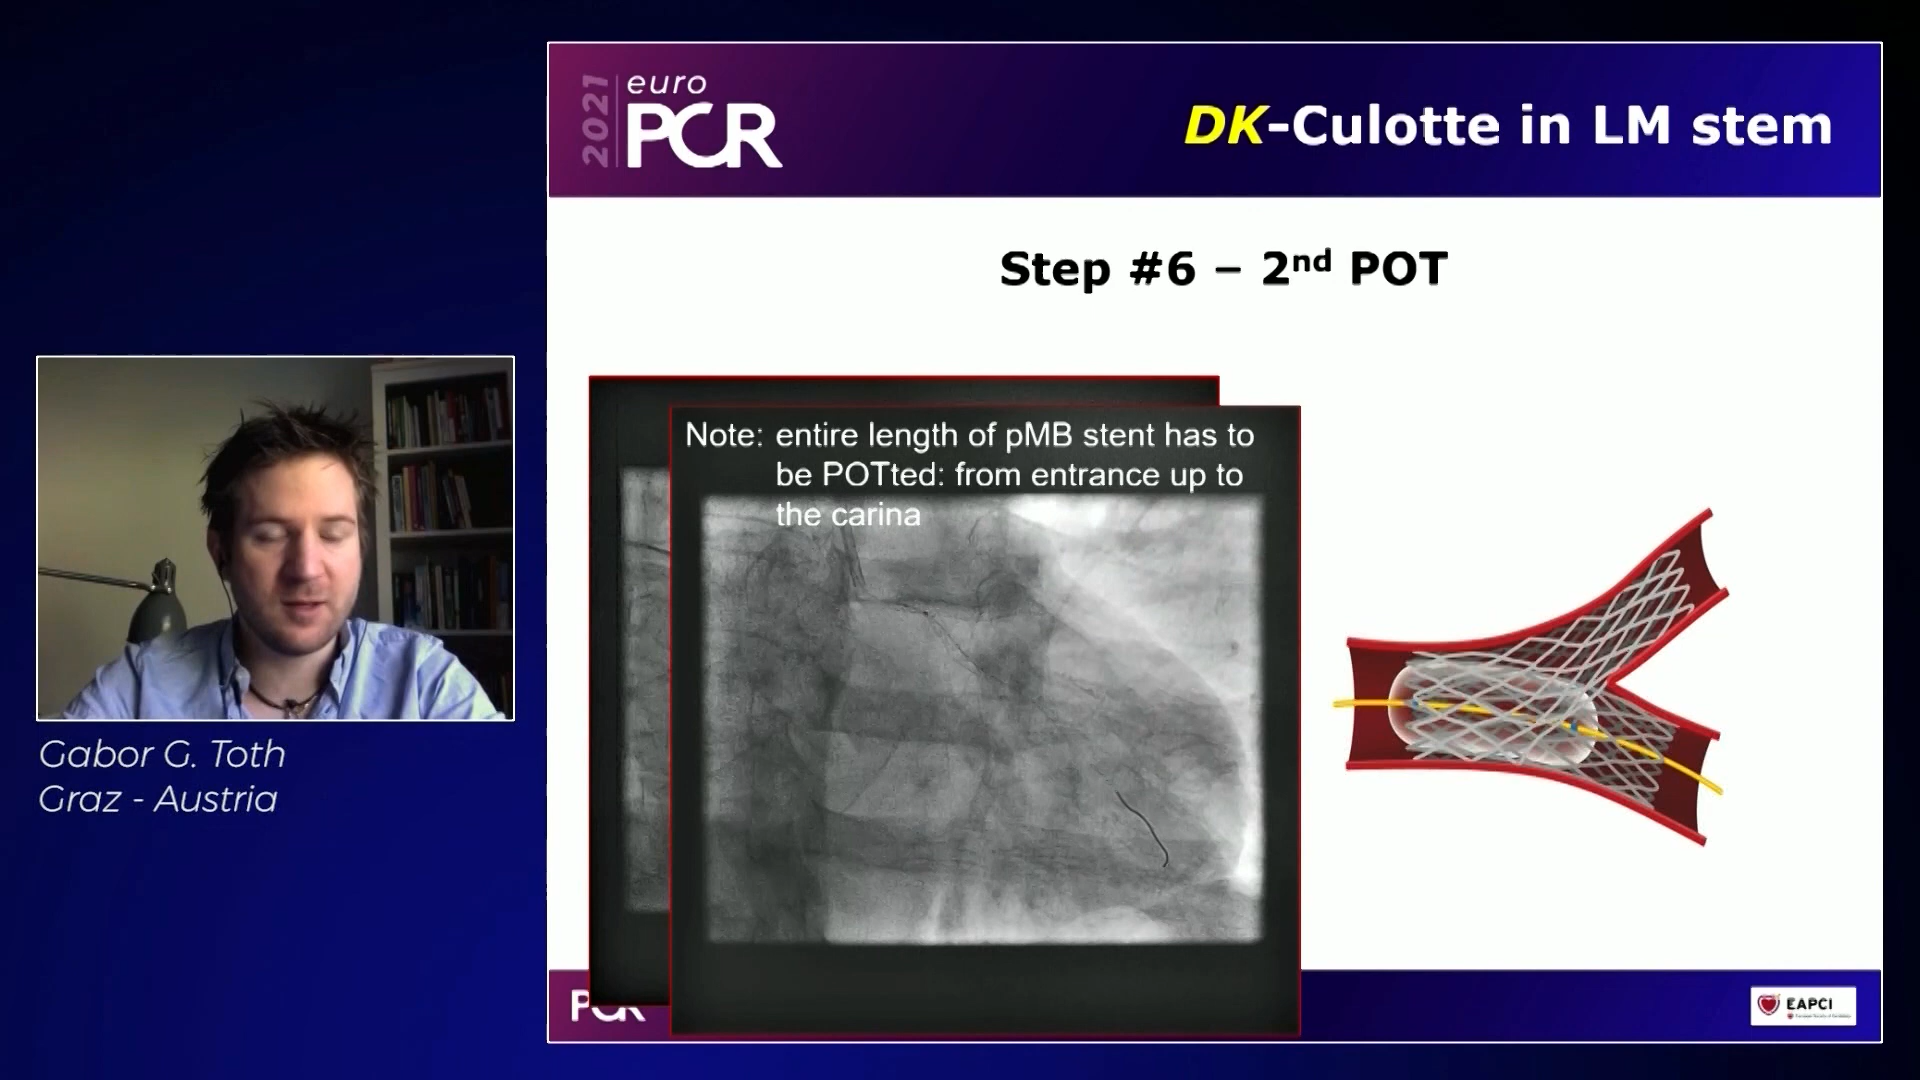 2021
euro
PCR
DK-Culotte in LM stem
Step #6 – 2nd POT
Note: entire length of pMB stent has to
be POTted: from entrance up to
the carina
Gabor G. Toth
Graz - Austria
PCR
EAPCI